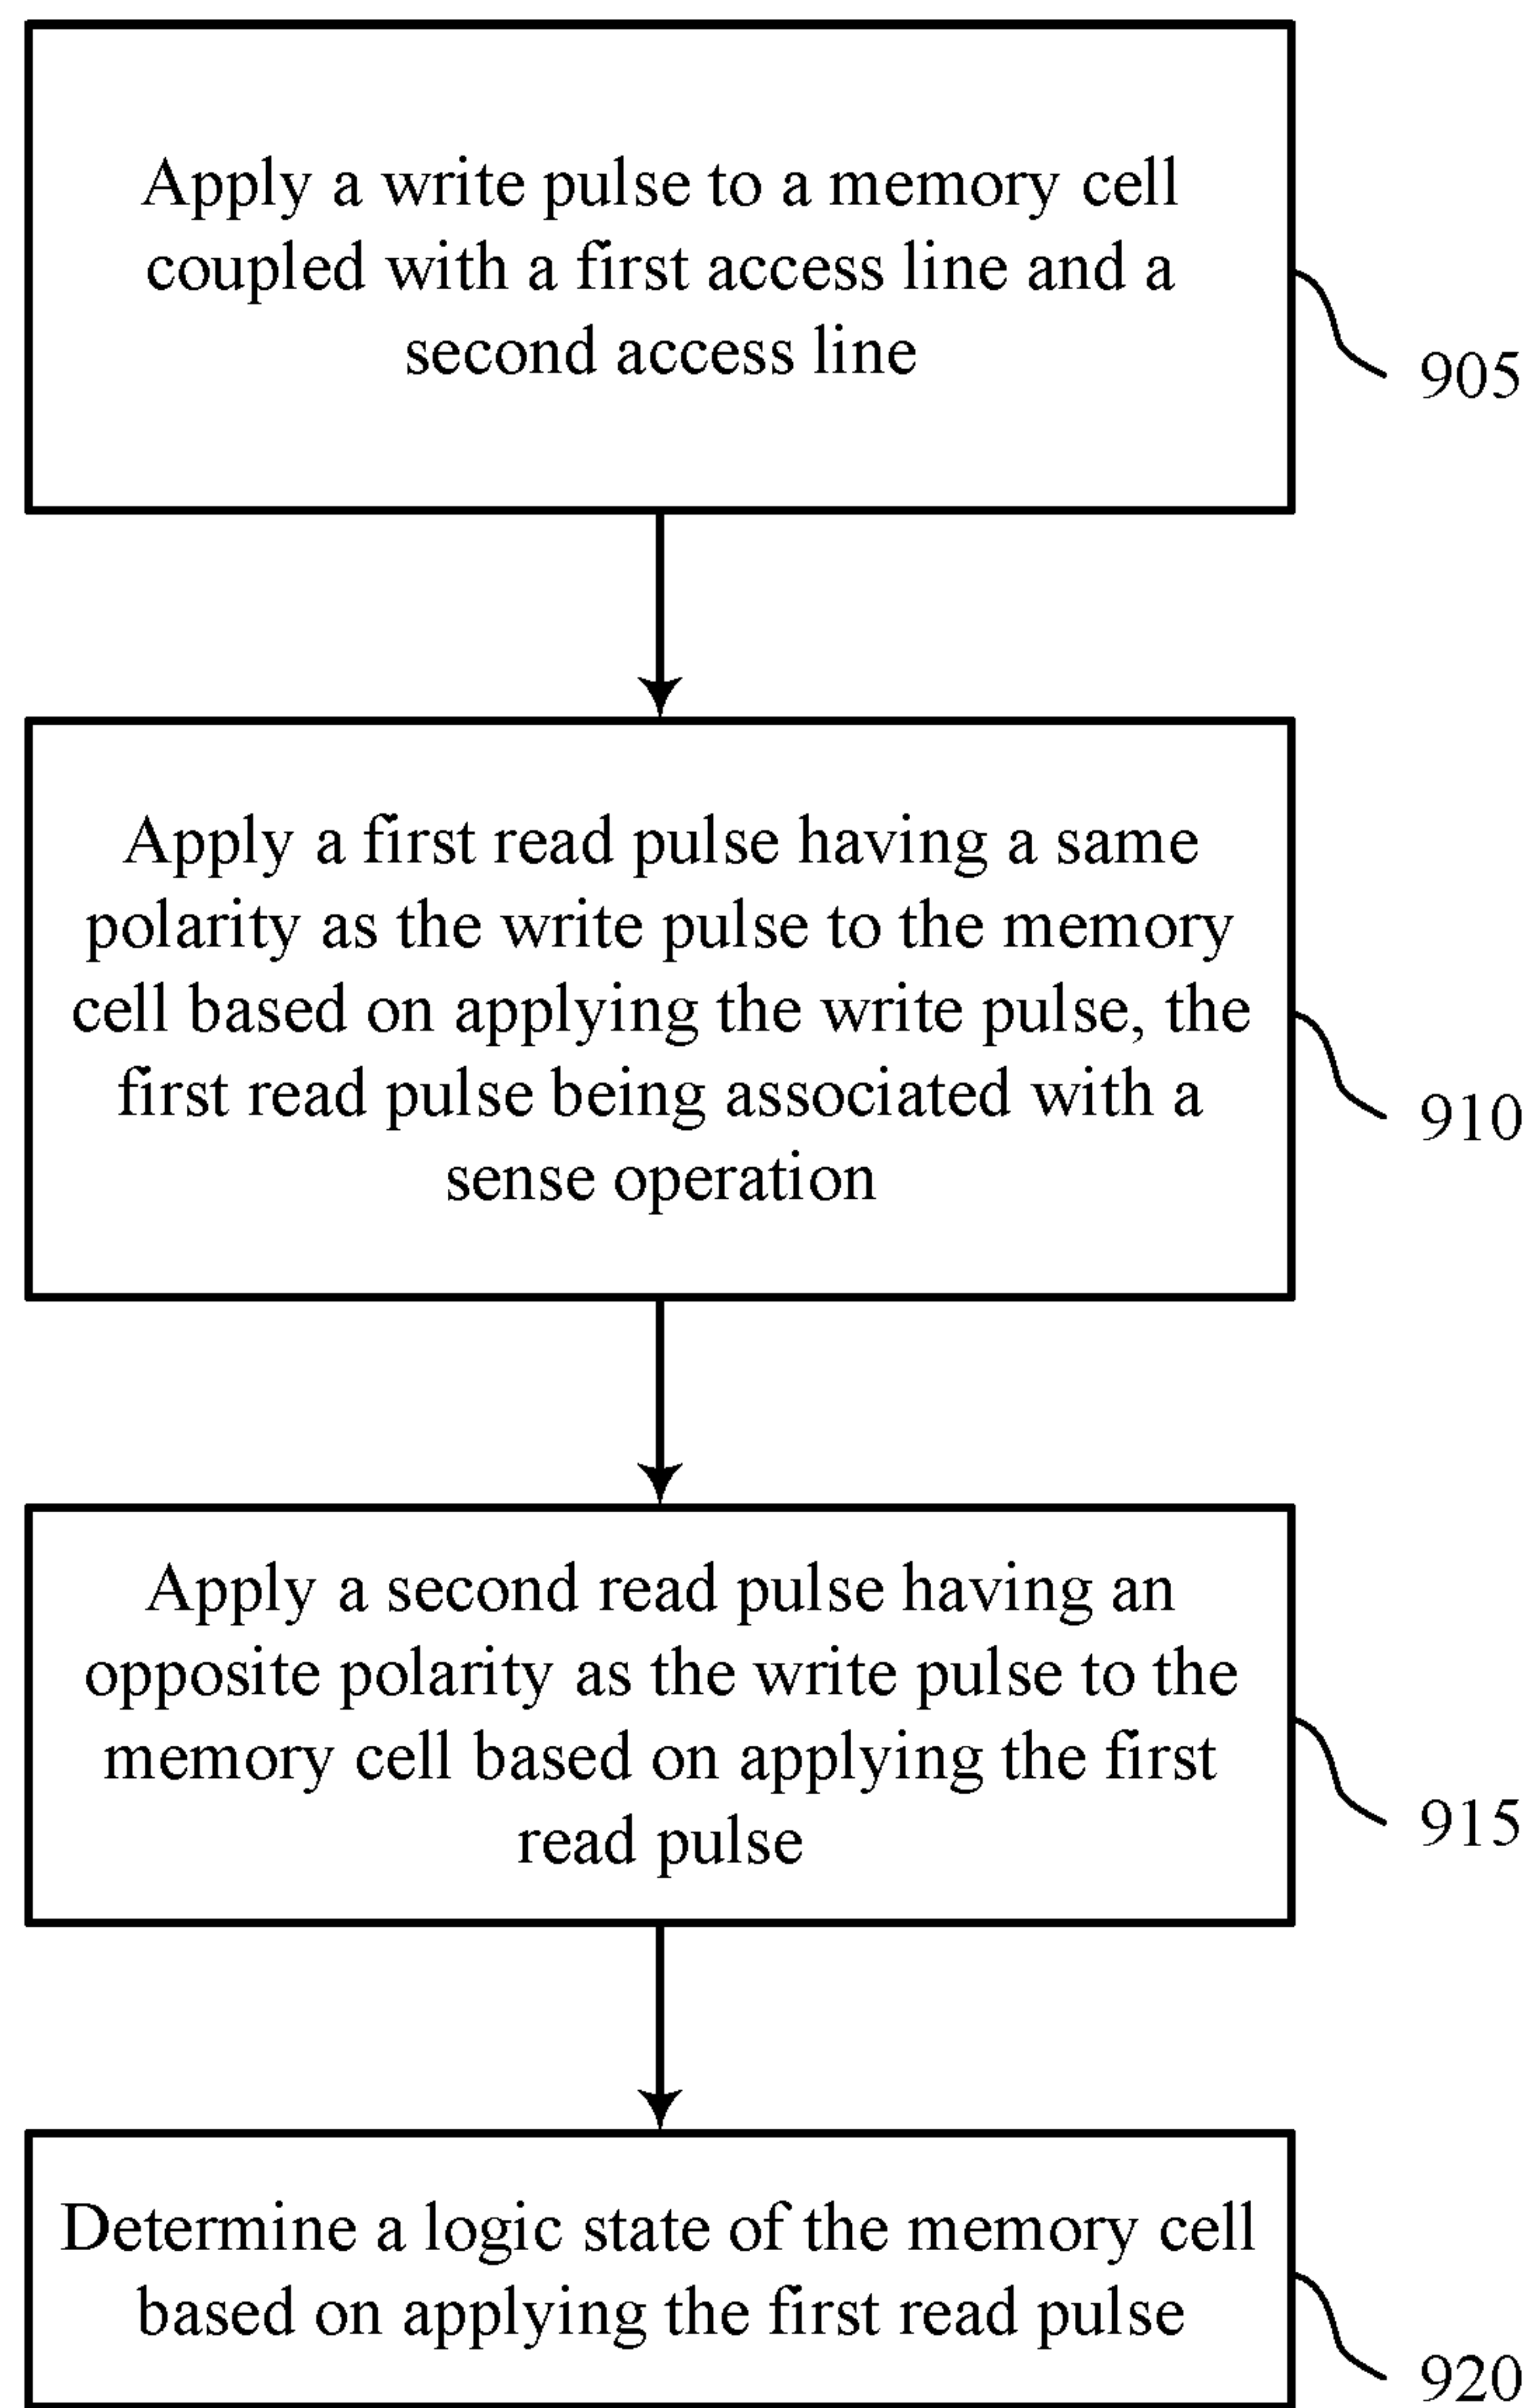 Apply a write pulse to a memory cell
coupled with a first access line and a
second access line
905
Apply a first read pulse having a same
polarity as the write pulse to the memory
cell based on applying the write pulse, the
first read pulse being associated with a
sense operation
910
Apply a second read pulse having an
opposite polarity as the write pulse to the
memory cell based on applying the first
read pulse
915
Determine a logic state of the memory cell
based on applying the first read pulse
920